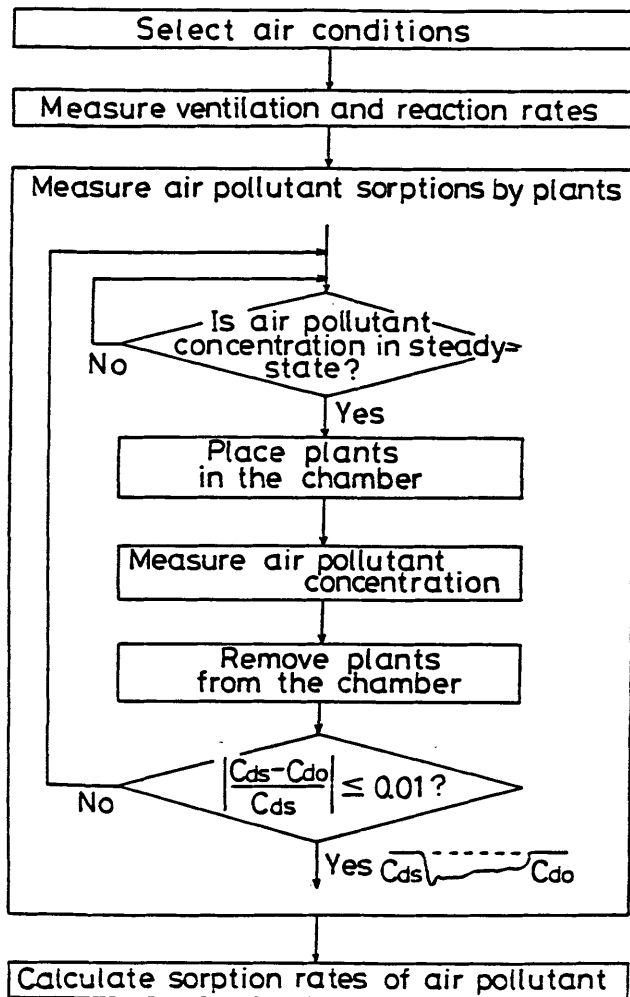 Select air conditions
Measure ventilation and reaction rates
Measure air pollutant sorptions by plants
Is air pollutant
concentration in steady=
state?
No
Yes
Place plants
in the chamber
Measure air pollutant
concentration
Remove plants
from the chamber
|Cds-Cdo/Cds| ≤ 0.01?
No
Yes
Cds Cdo
Calculate sorption rates of air pollutant